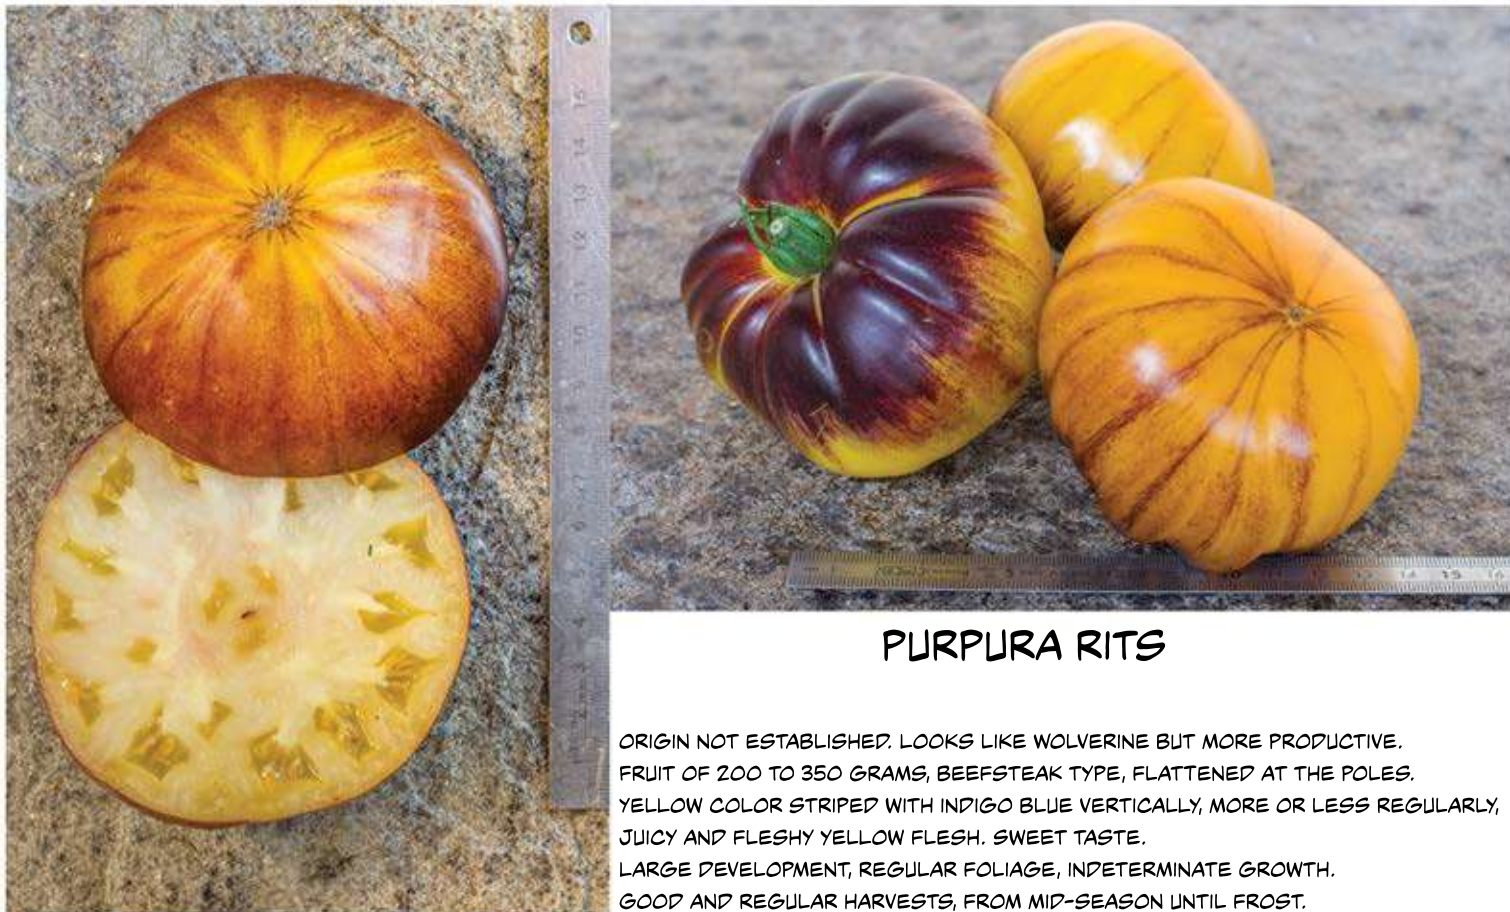 PURPURA RITS
ORIGIN NOT ESTABLISHED. LOOKS LIKE WOLVERINE BUT MORE PRODUCTIVE.
FRUIT OF 200 TO 350 GRAMS, BEEFSTEAK TYPE, FLATTENED AT THE POLES.
YELLOW COLOR STRIPED WITH INDIGO BLUE VERTICALLY, MORE OR LESS REGULARLY,
JUICY AND FLESHY YELLOW FLESH. SWEET TASTE.
LARGE DEVELOPMENT, REGULAR FOLIAGE, INDETERMINATE GROWTH.
GOOD AND REGULAR HARVESTS, FROM MID-SEASON UNTIL FROST.